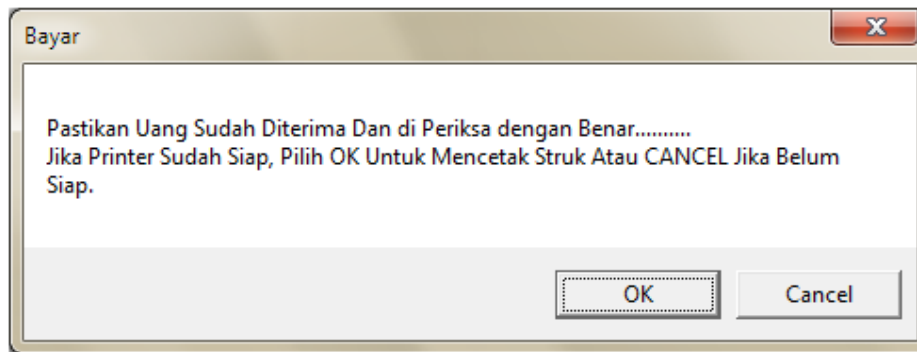 Bayar
Pastikan Uang Sudah Diterima Dan di Periksa dengan Benar..........
Jika Printer Sudah Siap, Pilih OK Untuk Mencetak Struk Atau CANCEL Jika Belum
Siap.
OK
Cancel